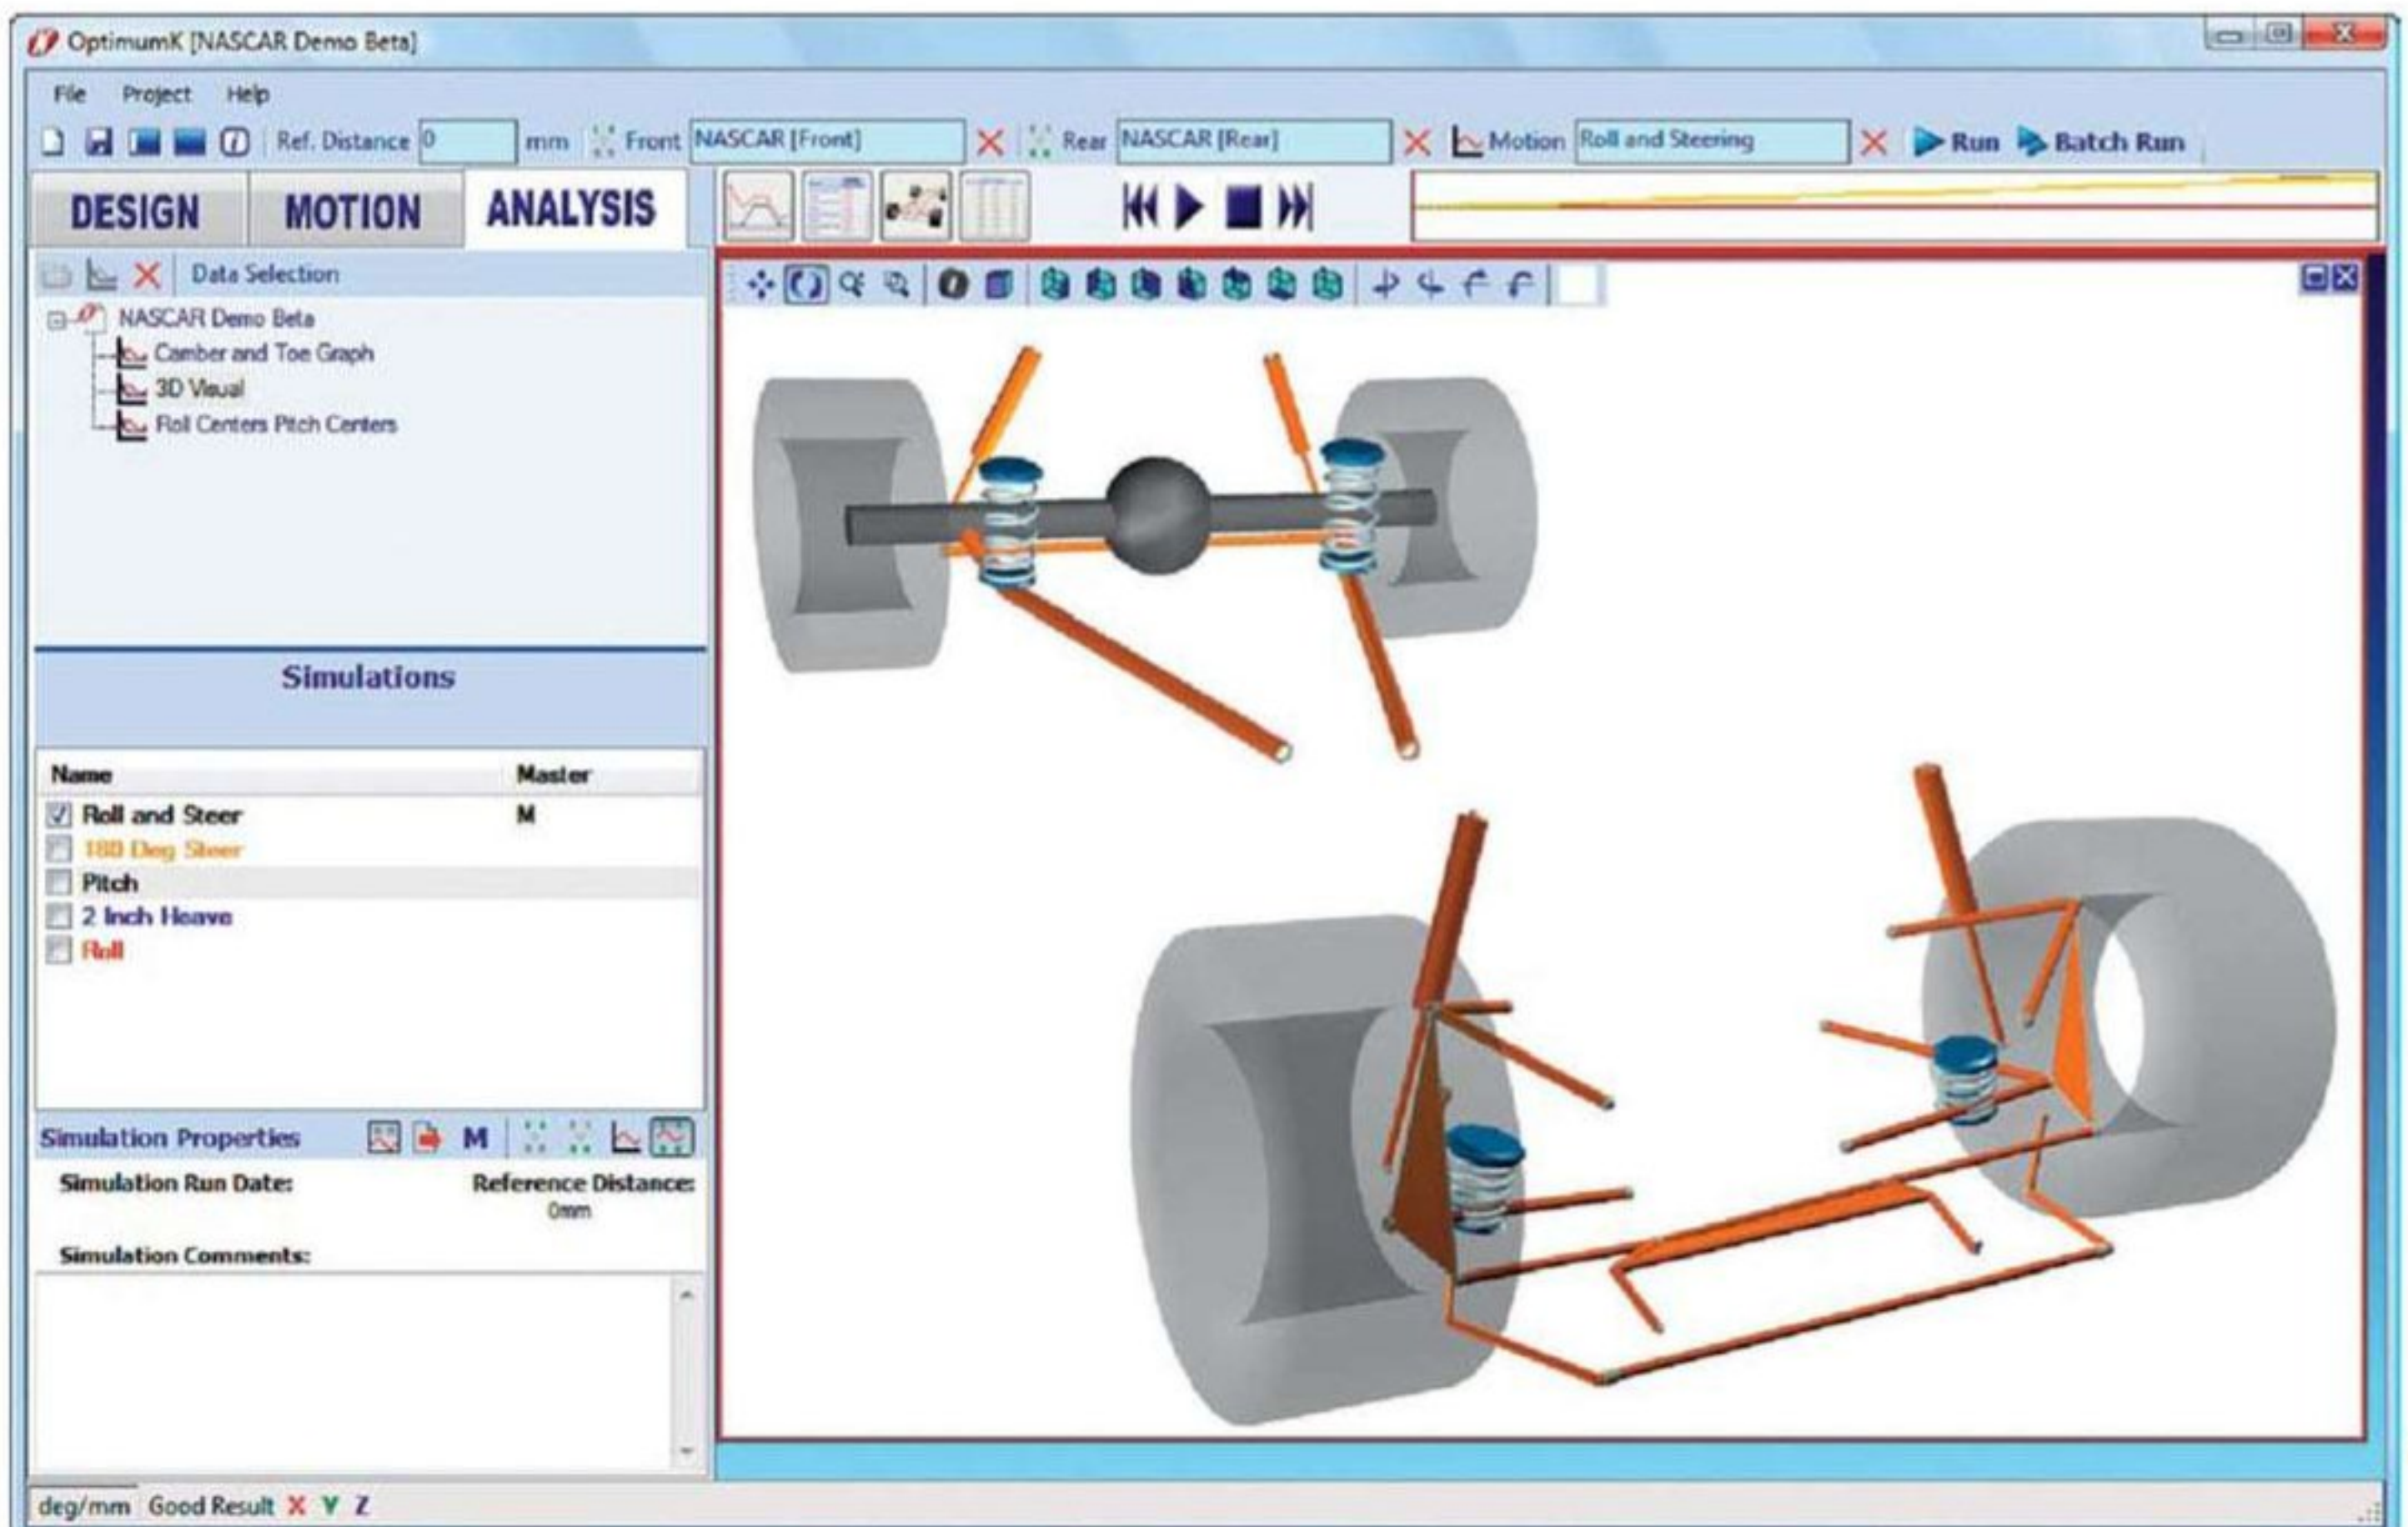 OptimumK [NASCAR Demo Beta]
File Project Help
Ref. Distance 0 mm Front NASCAR [Front] Rear NASCAR [Rear] Motion Roll and Steering Run Batch Run
DESIGN MOTION ANALYSIS
Data Selection
NASCAR Demo Beta
Camber and Toe Graph
3D Visual
Roll Centers Pitch Centers
Simulations
Name Master
Roll and Steer M
180 Deg Steer
Pitch
2 Inch Heave
Roll
Simulation Properties M
Simulation Run Date: Reference Distance:
0mm
Simulation Comments:
deg/mm Good Result X Y Z